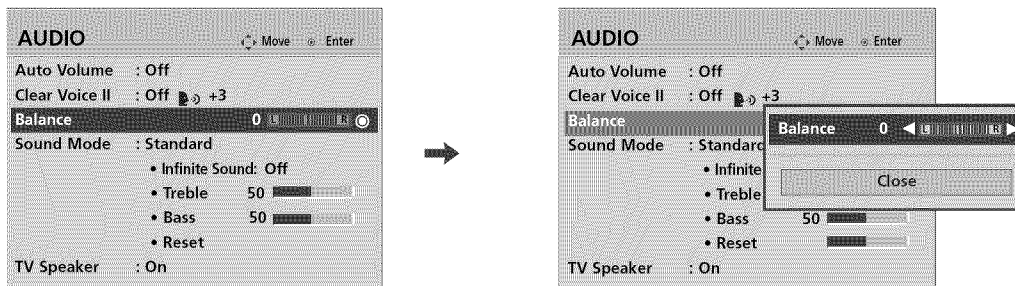 AUDIO
Move Enter
Auto Volume : Off
Clear Voice II : Off +3
Balance 0 L R
Sound Mode : Standard
• Infinite Sound: Off
• Treble 50
• Bass 50
• Reset
TV Speaker : On
AUDIO
Move Enter
Auto Volume : Off
Clear Voice II : Off +3
Balance
Sound Mode : Standard
• Infinite
• Treble
• Bass 50
• Reset
TV Speaker : On
Balance 0 L R
Close